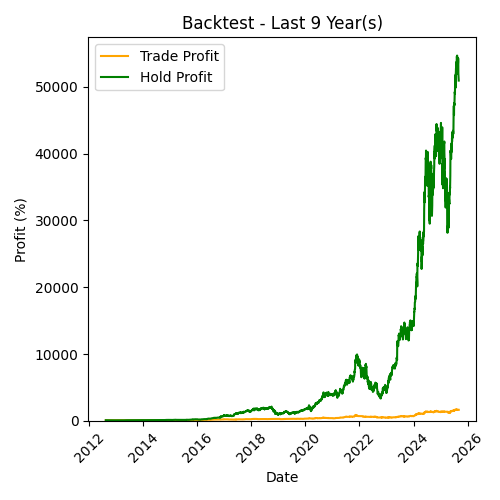 Backtest - Last 9 Year(s)
Trade Profit
Hold Profit
Profit (%)
50000
40000
30000
20000
10000
0
2012 2014 2016 2018 2020 2022 2024 2026
Date